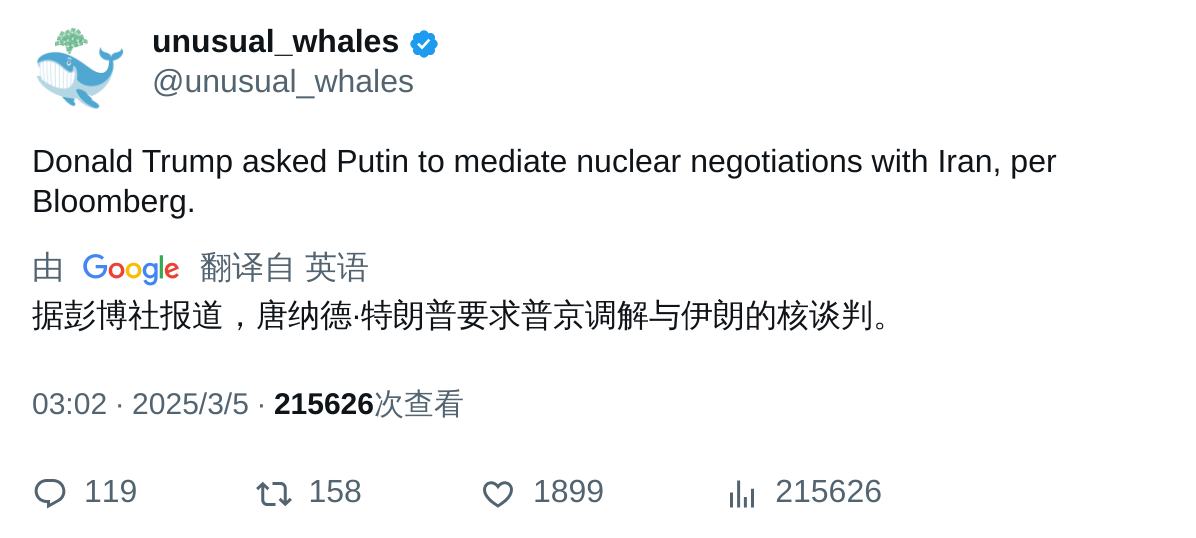 unusual_whales
@unusual_whales
Donald Trump asked Putin to mediate nuclear negotiations with Iran, per
Bloomberg.
由 Google 翻译自 英语
据彭博社报道，唐纳德·特朗普要求普京调解与伊朗的核谈判。
03:02 · 2025/3/5 · 215626次查看
119 158 1899 215626